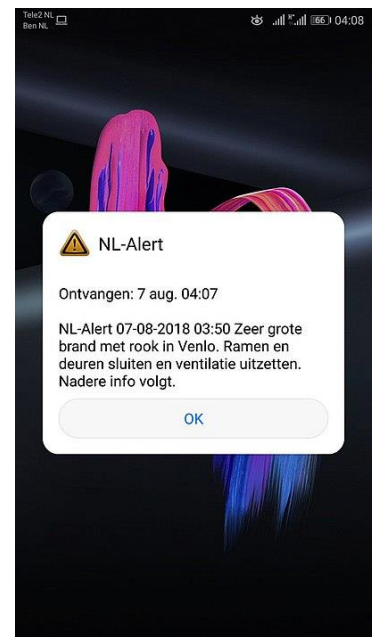 Tele2 NL
Ben NL
66 04:08
NL-Alert
Ontvangen: 7 aug. 04:07
NL-Alert 07-08-2018 03:50 Zeer grote
brand met rook in Venlo. Ramen en
deuren sluiten en ventilatie uitzetten.
Nadere info volgt.
OK